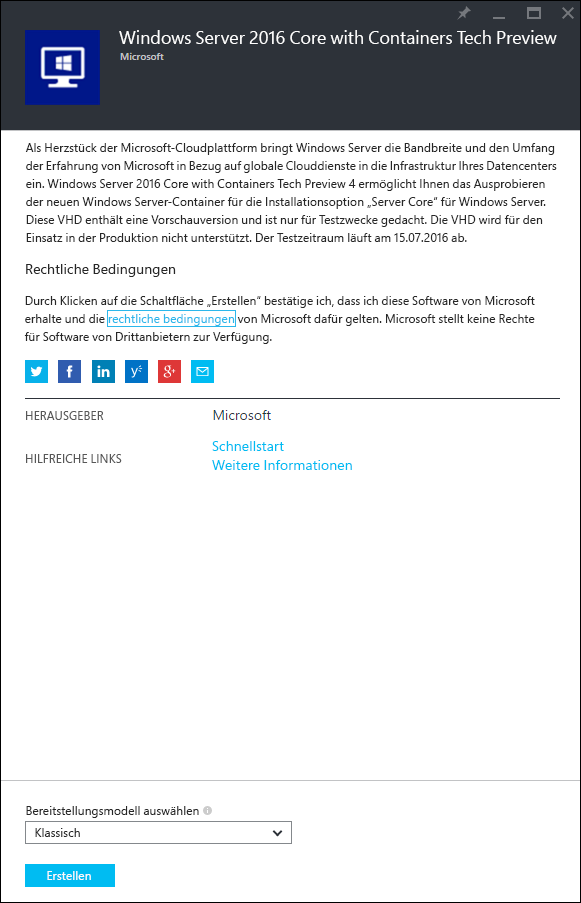 Windows Server 2016 Core with Containers Tech Preview
Microsoft
Als Herzstück der Microsoft-Cloudplattform bringt Windows Server die Bandbreite und den Umfang
der Erfahrung von Microsoft in Bezug auf globale Clouddienste in die Infrastruktur Ihres Datencenters
ein. Windows Server 2016 Core with Containers Tech Preview 4 ermöglicht Ihnen das Ausprobieren
der neuen Windows Server-Container für die Installationsoption „Server Core“ für Windows Server.
Diese VHD enthält eine Vorschauversion und ist nur für Testzwecke gedacht. Die VHD wird für den
Einsatz in der Produktion nicht unterstützt. Der Testzeitraum läuft am 15.07.2016 ab.
Rechtliche Bedingungen
Durch Klicken auf die Schaltfläche „Erstellen“ bestätige ich, dass ich diese Software von Microsoft
erhalte und die rechtliche bedingungen von Microsoft dafür gelten. Microsoft stellt keine Rechte
für Software von Drittanbietern zur Verfügung.
HERAUSGEBER Microsoft
HILFREICHE LINKS Schnellstart
Weitere Informationen
Bereitstellungsmodell auswählen
Klassisch
Erstellen